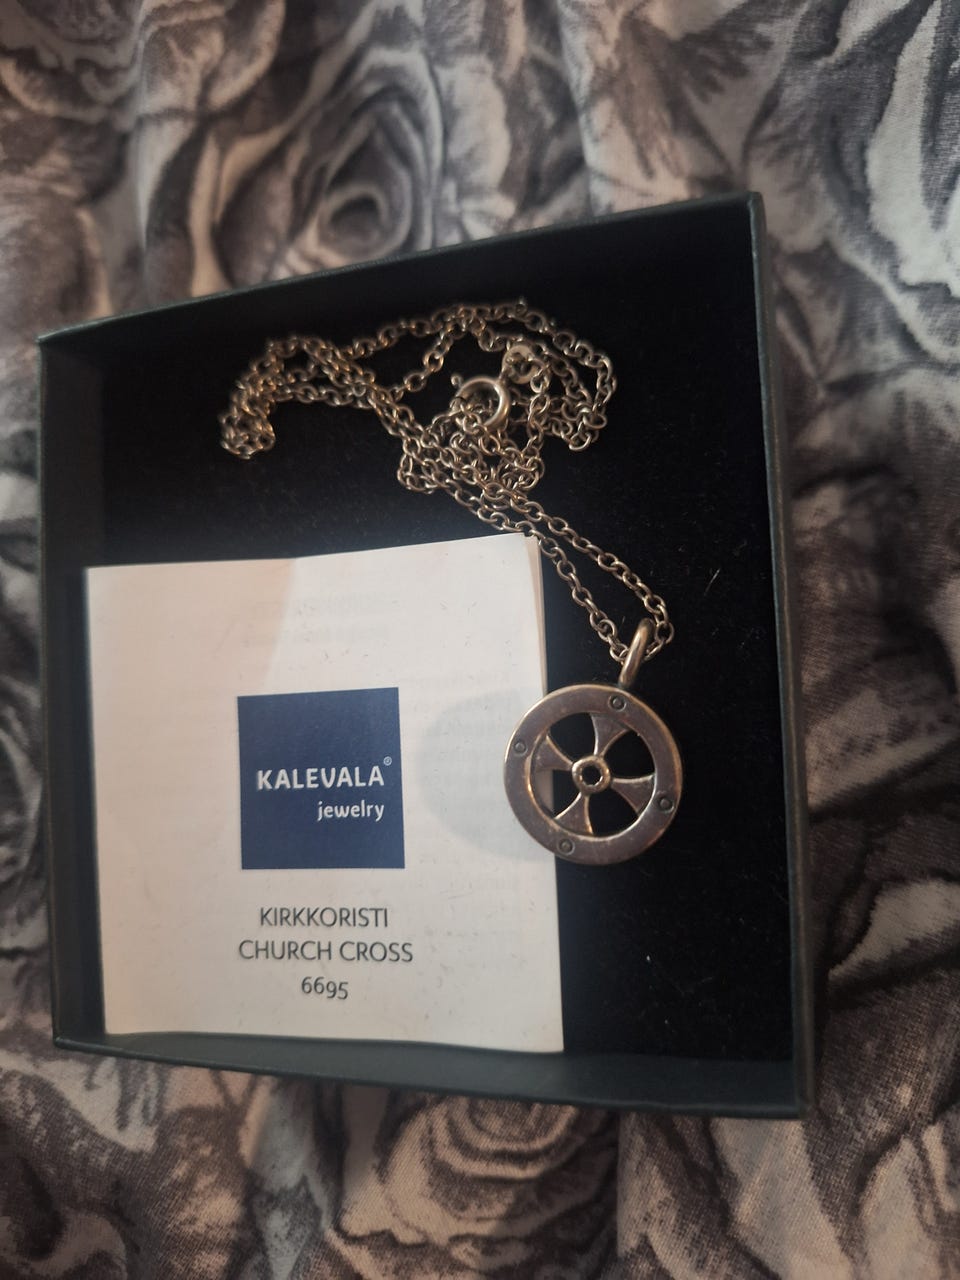 KALEVALA®
jewelry
KIRKKORISTI
CHURCH CROSS
6695